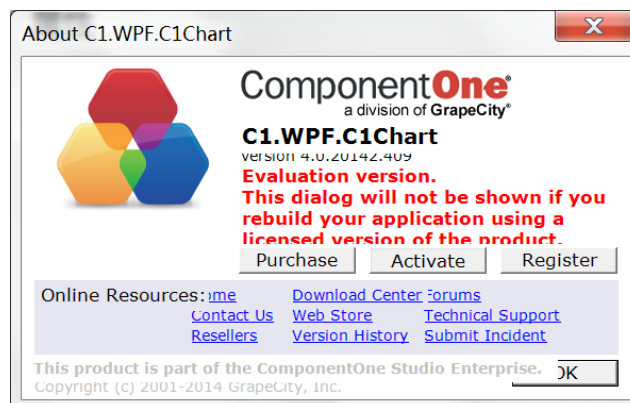 About C1.WPF.C1Chart
ComponentOne®
a division of GrapeCity®
C1.WPF.C1Chart
version 4.0.20142.409
Evaluation version.
This dialog will not be shown if you
rebuild your application using a
licensed version of the product.
Purchase Activate Register
Online Resources: Download Center
Contact Us Web Store Technical Support
Resellers Version History Submit Incident
This product is part of the ComponentOne Studio Enterprise.
Copyright (c) 2001-2014 GrapeCity, Inc.